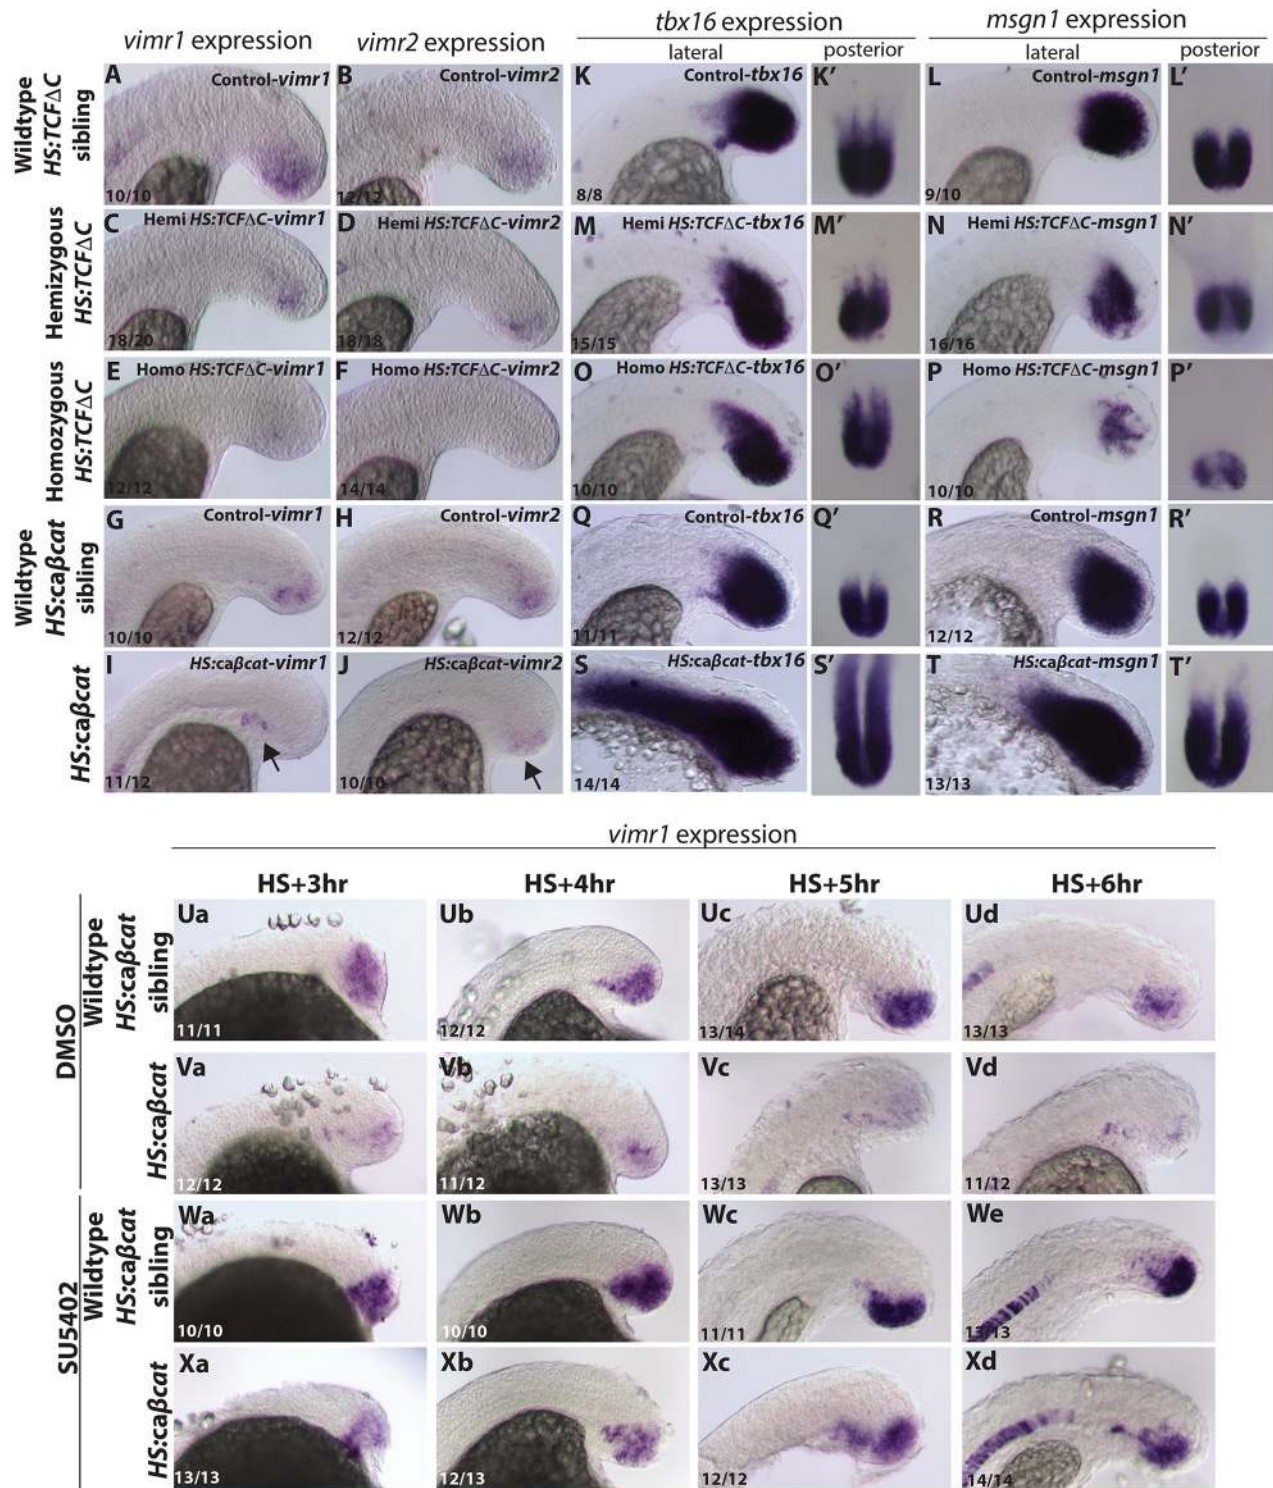 vimr1 expression vimr2 expression tbx16 expression msgn1 expression
lateral posterior lateral posterior
Wildtype
HS:TCFΔC
sibling
A Control-vimr1 10/10
B Control-vimr2 12/12
K Control-tbx16 8/8
K′
L Control-msgn1 9/10
L′
Hemizygous
HS:TCFΔC
C Hemi HS:TCFΔC-vimr1 18/20
D Hemi HS:TCFΔC-vimr2 18/18
M Hemi HS:TCFΔC-tbx16 15/15
M′
N Hemi HS:TCFΔC-msgn1 16/16
N′
Homozygous
HS:TCFΔC
E Homo HS:TCFΔC-vimr1 12/12
F Homo HS:TCFΔC-vimr2 14/14
O Homo HS:TCFΔC-tbx16 10/10
O′
P Homo HS:TCFΔC-msgn1 10/10
P′
Wildtype
HS:caβcat
sibling
G Control-vimr1 10/10
H Control-vimr2 12/12
Q Control-tbx16 11/11
Q′
R Control-msgn1 12/12
R′
HS:caβcat
I HS:caβcat-vimr1 11/12
J HS:caβcat-vimr2 10/10
S HS:caβcat-tbx16 14/14
S′
T HS:caβcat-msgn1 13/13
T′
vimr1 expression
HS+3hr HS+4hr HS+5hr HS+6hr
DMSO
Wildtype
HS:caβcat
sibling
Ua 11/11
Ub 12/12
Uc 13/14
Ud 13/13
HS:caβcat
Va 12/12
Vb 11/12
Vc 13/13
Vd 11/12
SU5402
Wildtype
HS:caβcat
sibling
Wa 10/10
Wb 10/10
Wc 11/11
We 13/13
HS:caβcat
Xa 13/13
Xb 12/13
Xc 12/12
Xd 14/14